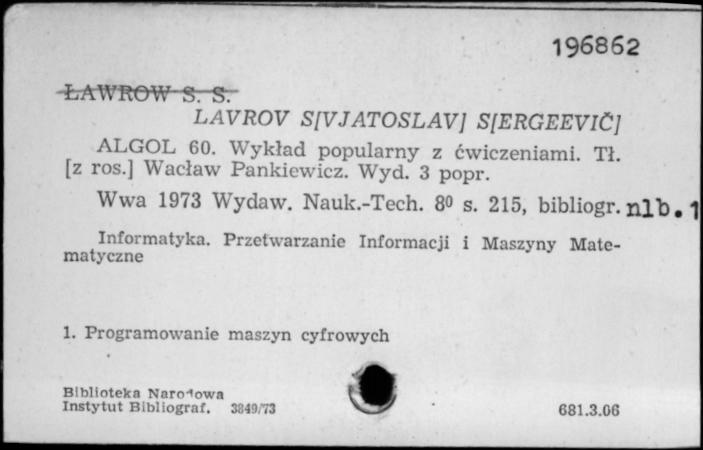 196862
ŁAWROW S. S.
LAVROV S[VJATOSLAV] S[ERGEEVIČ]
ALGOL 60. Wykład popularny z ćwiczeniami. Tł.
[z ros.] Wacław Pankiewicz. Wyd. 3 popr.
Wwa 1973 Wydaw. Nauk.-Tech. 8⁰ s. 215, bibliogr. nlb. 1
Informatyka. Przetwarzanie Informacji i Maszyny Mate-
matyczne
1. Programowanie maszyn cyfrowych
Biblioteka Narodowa
Instytut Bibliograf. 3849/73
681.3.06